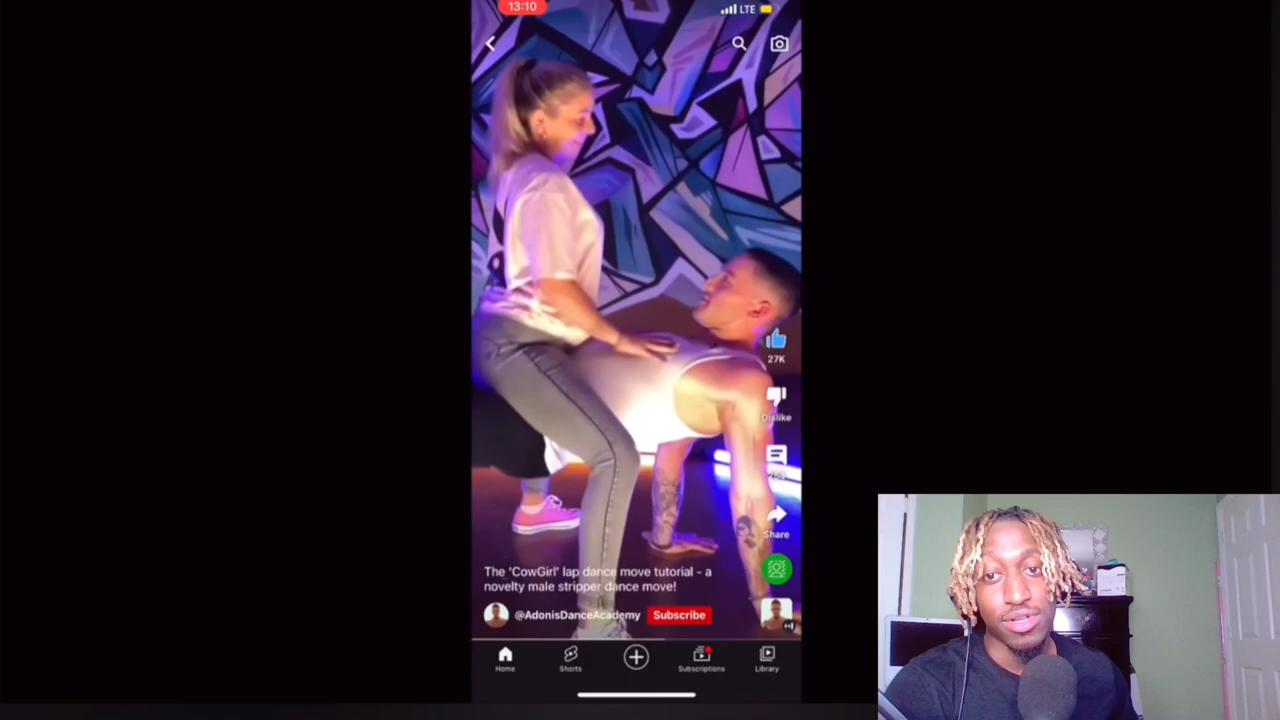 13:10
LTE
27K
Dislike
Share
The 'CowGirl' lap dance move tutorial - a
novelty male stripper dance move!
@AdonisDanceAcademy
Subscribe
Home
Shorts
Subscriptions
Library